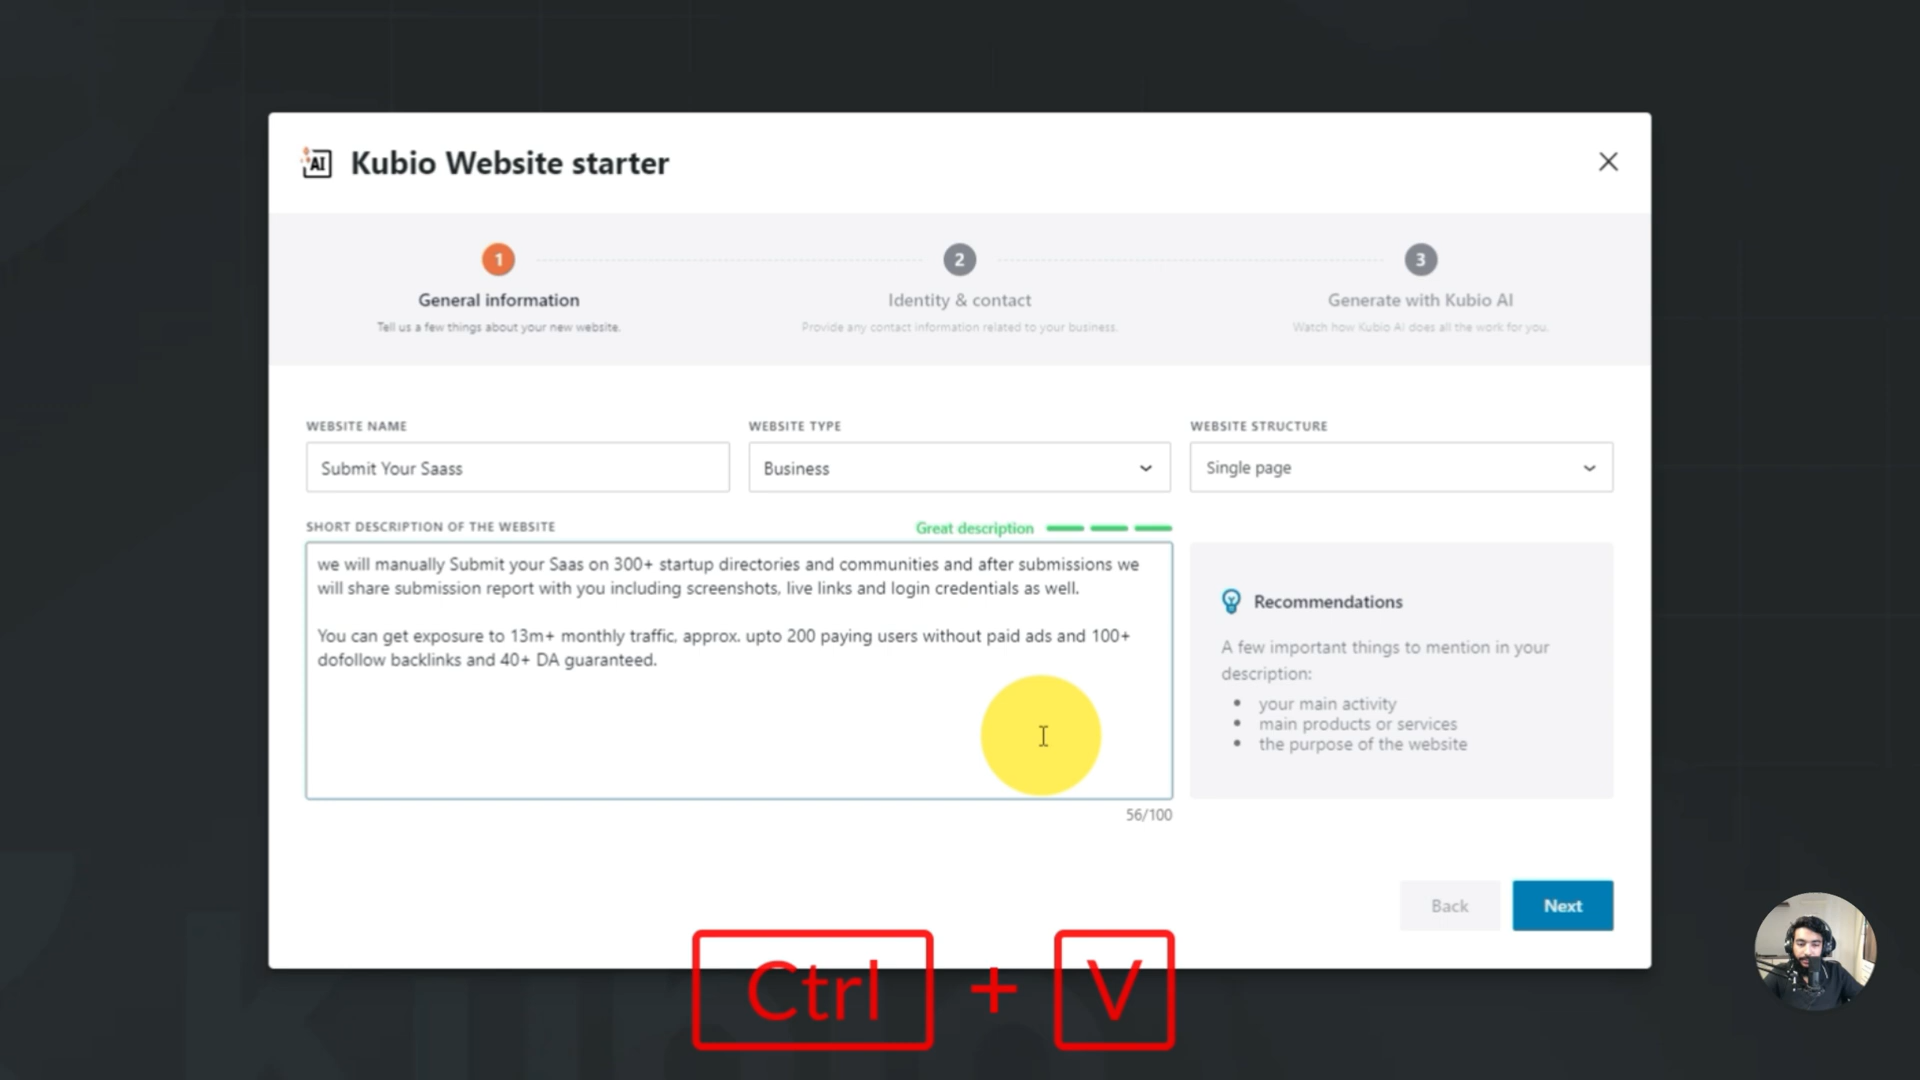 AI Kubio Website starter
1
General information
Tell us a few things about your new website.
2
Identity & contact
Provide any contact information related to your business.
3
Generate with Kubio AI
Watch how Kubio AI does all the work for you.
WEBSITE NAME
Submit Your Saass
WEBSITE TYPE
Business
WEBSITE STRUCTURE
Single page
SHORT DESCRIPTION OF THE WEBSITE
Great description
we will manually Submit your Saas on 300+ startup directories and communities and after submissions we
will share submission report with you including screenshots, live links and login credentials as well.
You can get exposure to 13m+ monthly traffic, approx. upto 200 paying users without paid ads and 100+
dofollow backlinks and 40+ DA guaranteed.
56/100
Recommendations
A few important things to mention in your
description:
• your main activity
• main products or services
• the purpose of the website
Back
Next
Ctrl + V